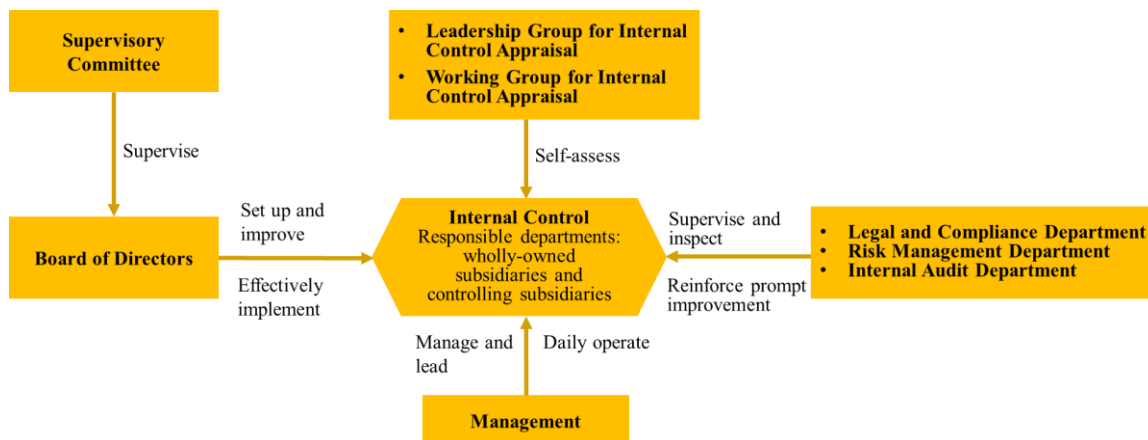 Supervisory
Committee
• Leadership Group for Internal
Control Appraisal
• Working Group for Internal
Control Appraisal
Supervise
Self-assess
Board of Directors
Set up and
improve
Effectively
implement
Internal Control
Responsible departments:
wholly-owned
subsidiaries and
controlling subsidiaries
Supervise and
inspect
Reinforce prompt
improvement
• Legal and Compliance Department
• Risk Management Department
• Internal Audit Department
Manage and
lead
Daily operate
Management